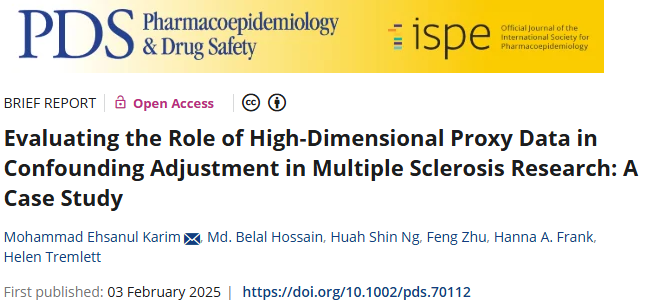 PDS Pharmacoepidemiology
& Drug Safety
ispe Official Journal of the
International Society for
Pharmacoepidemiology
BRIEF REPORT | Open Access | cc
Evaluating the Role of High-Dimensional Proxy Data in
Confounding Adjustment in Multiple Sclerosis Research: A
Case Study
Mohammad Ehsanul Karim, Md. Belal Hossain, Huah Shin Ng, Feng Zhu, Hanna A. Frank,
Helen Tremlett
First published: 03 February 2025 | https://doi.org/10.1002/pds.70112